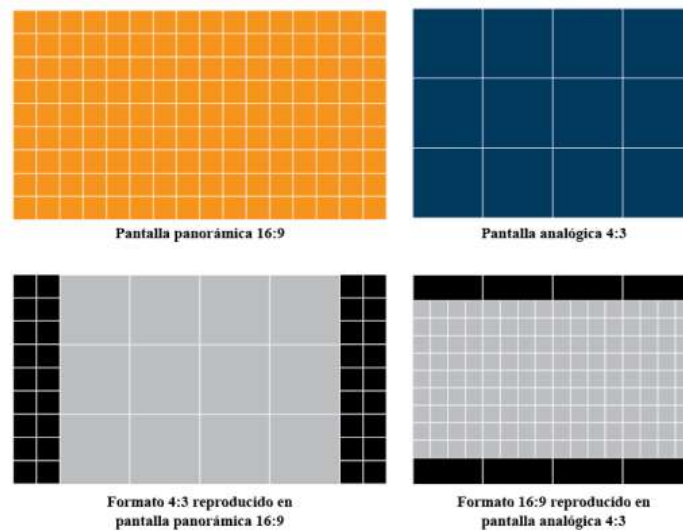 Pantalla panorámica 16:9
Pantalla analógica 4:3
Formato 4:3 reproducido en
pantalla panorámica 16:9
Formato 16:9 reproducido en
pantalla analógica 4:3